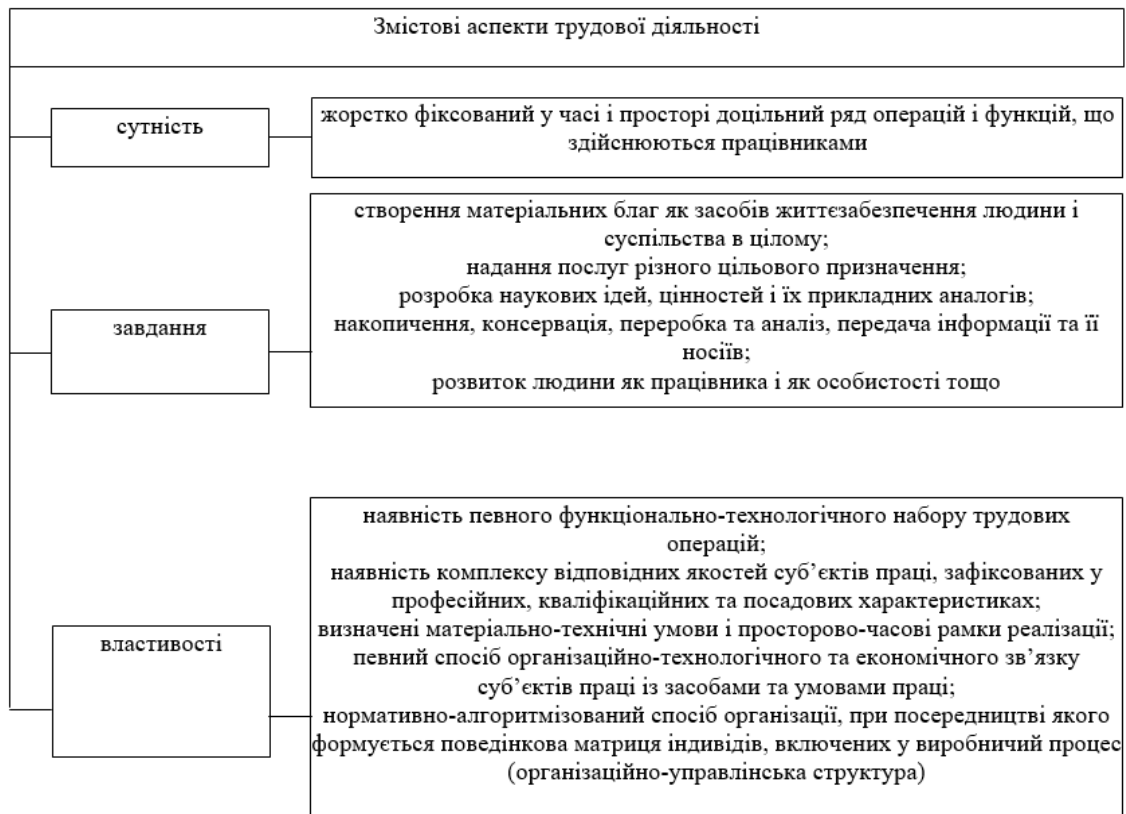 Змістові аспекти трудової діяльності
сутність
жорстко фіксований у часі і просторі доцільний ряд операцій і функцій, що
здійснюються працівниками
завдання
створення матеріальних благ як засобів життєзабезпечення людини і
суспільства в цілому;
надання послуг різного цільового призначення;
розробка наукових ідей, цінностей і їх прикладних аналогів;
накопичення, консервація, переробка та аналіз, передача інформації та її
носіїв;
розвиток людини як працівника і як особистості тощо
властивості
наявність певного функціонально-технологічного набору трудових
операцій;
наявність комплексу відповідних якостей суб’єктів праці, зафіксованих у
професійних, кваліфікаційних та посадових характеристиках;
визначені матеріально-технічні умови і просторово-часові рамки реалізації;
певний спосіб організаційно-технологічного та економічного зв’язку
суб’єктів праці із засобами та умовами праці;
нормативно-алгоритмізований спосіб організації, при посередництві якого
формується поведінкова матриця індивідів, включених у виробничий процес
(організаційно-управлінська структура)